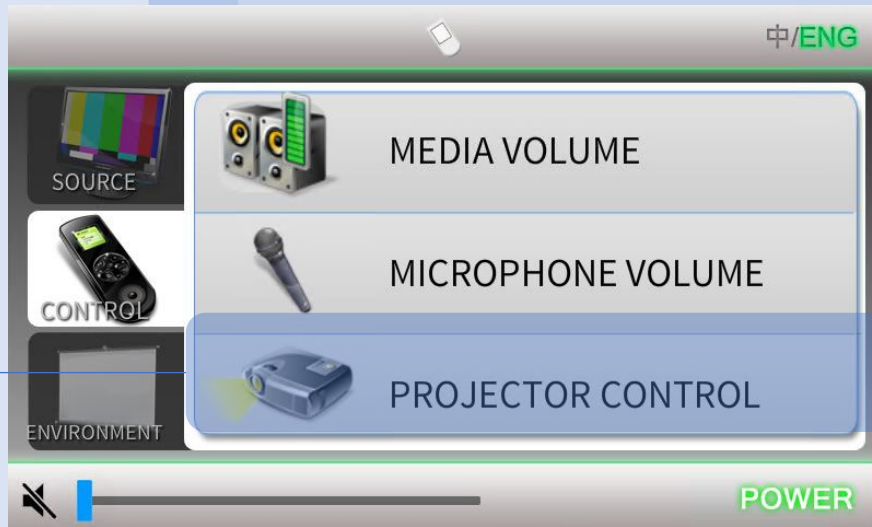 中/ENG
SOURCE
CONTROL
ENVIRONMENT
MEDIA VOLUME
MICROPHONE VOLUME
PROJECTOR CONTROL
POWER